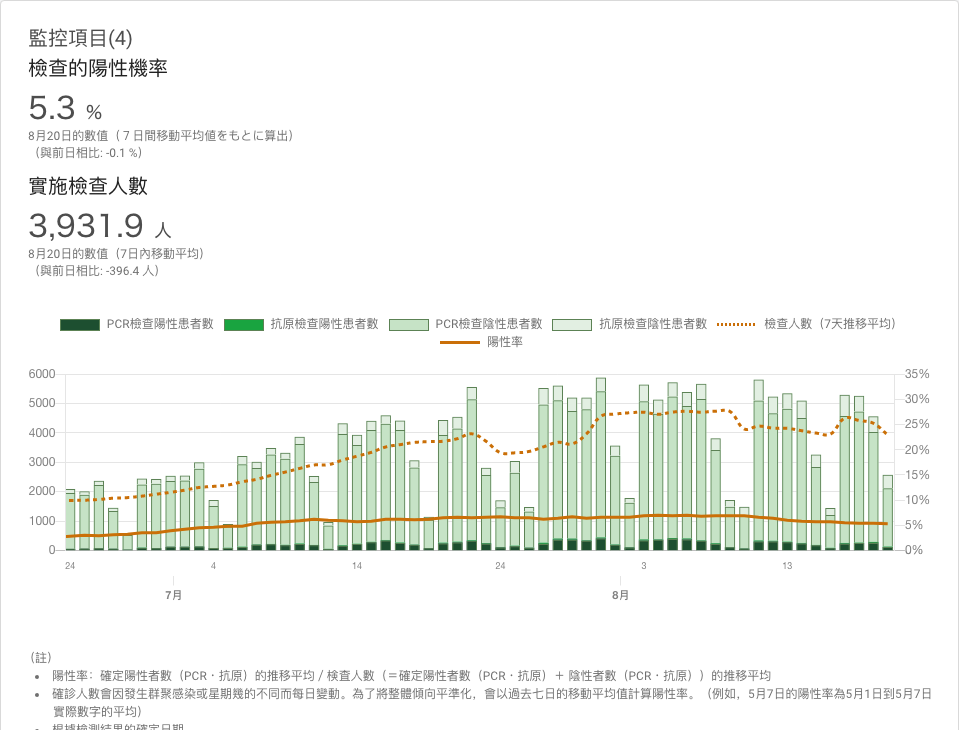 監控項目(4)
檢查的陽性機率
5.3 %
8月20日的數值（７日間移動平均値をもとに算出）
（與前日相比: -0.1 %）
實施檢查人數
3,931.9 人
8月20日的數值（7日內移動平均）
（與前日相比: -396.4 人）
PCR檢查陽性患者數 抗原檢查陽性患者數 PCR檢查陰性患者數 抗原檢查陰性患者數 檢查人數（7天推移平均）
陽性率
6000 35%
5000 30%
4000 25%
3000 20%
2000 15%
1000 10%
0 5%
0%
24 4 14 24 3 13
7月 8月
（註）
陽性率：確定陽性者數（PCR・抗原）的推移平均 / 檢査人數（＝確定陽性者數（PCR・抗原）＋ 陰性者數（PCR・抗原））的推移平均
確診人數會因發生群聚感染或星期幾的不同而每日變動。為了將整體傾向平準化，會以過去七日的移動平均值計算陽性率。（例如，5月7日的陽性率為5月1日到5月7日
實際數字的平均）
根據檢測結果的確定日期